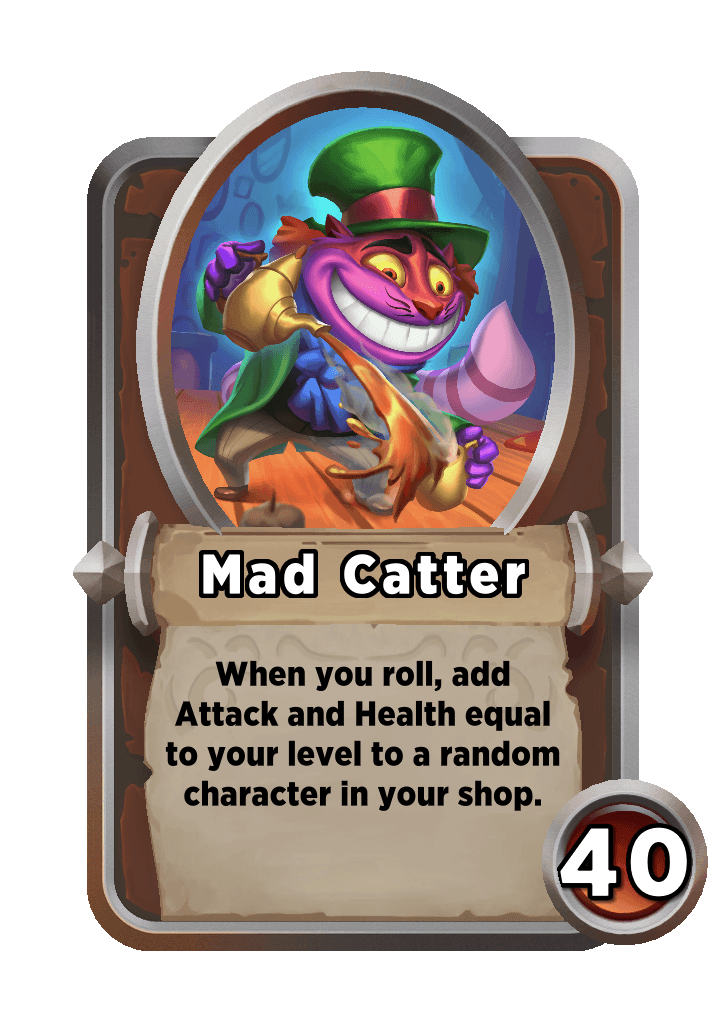 Mad Catter
When you roll, add
Attack and Health equal
to your level to a random
character in your shop.
40